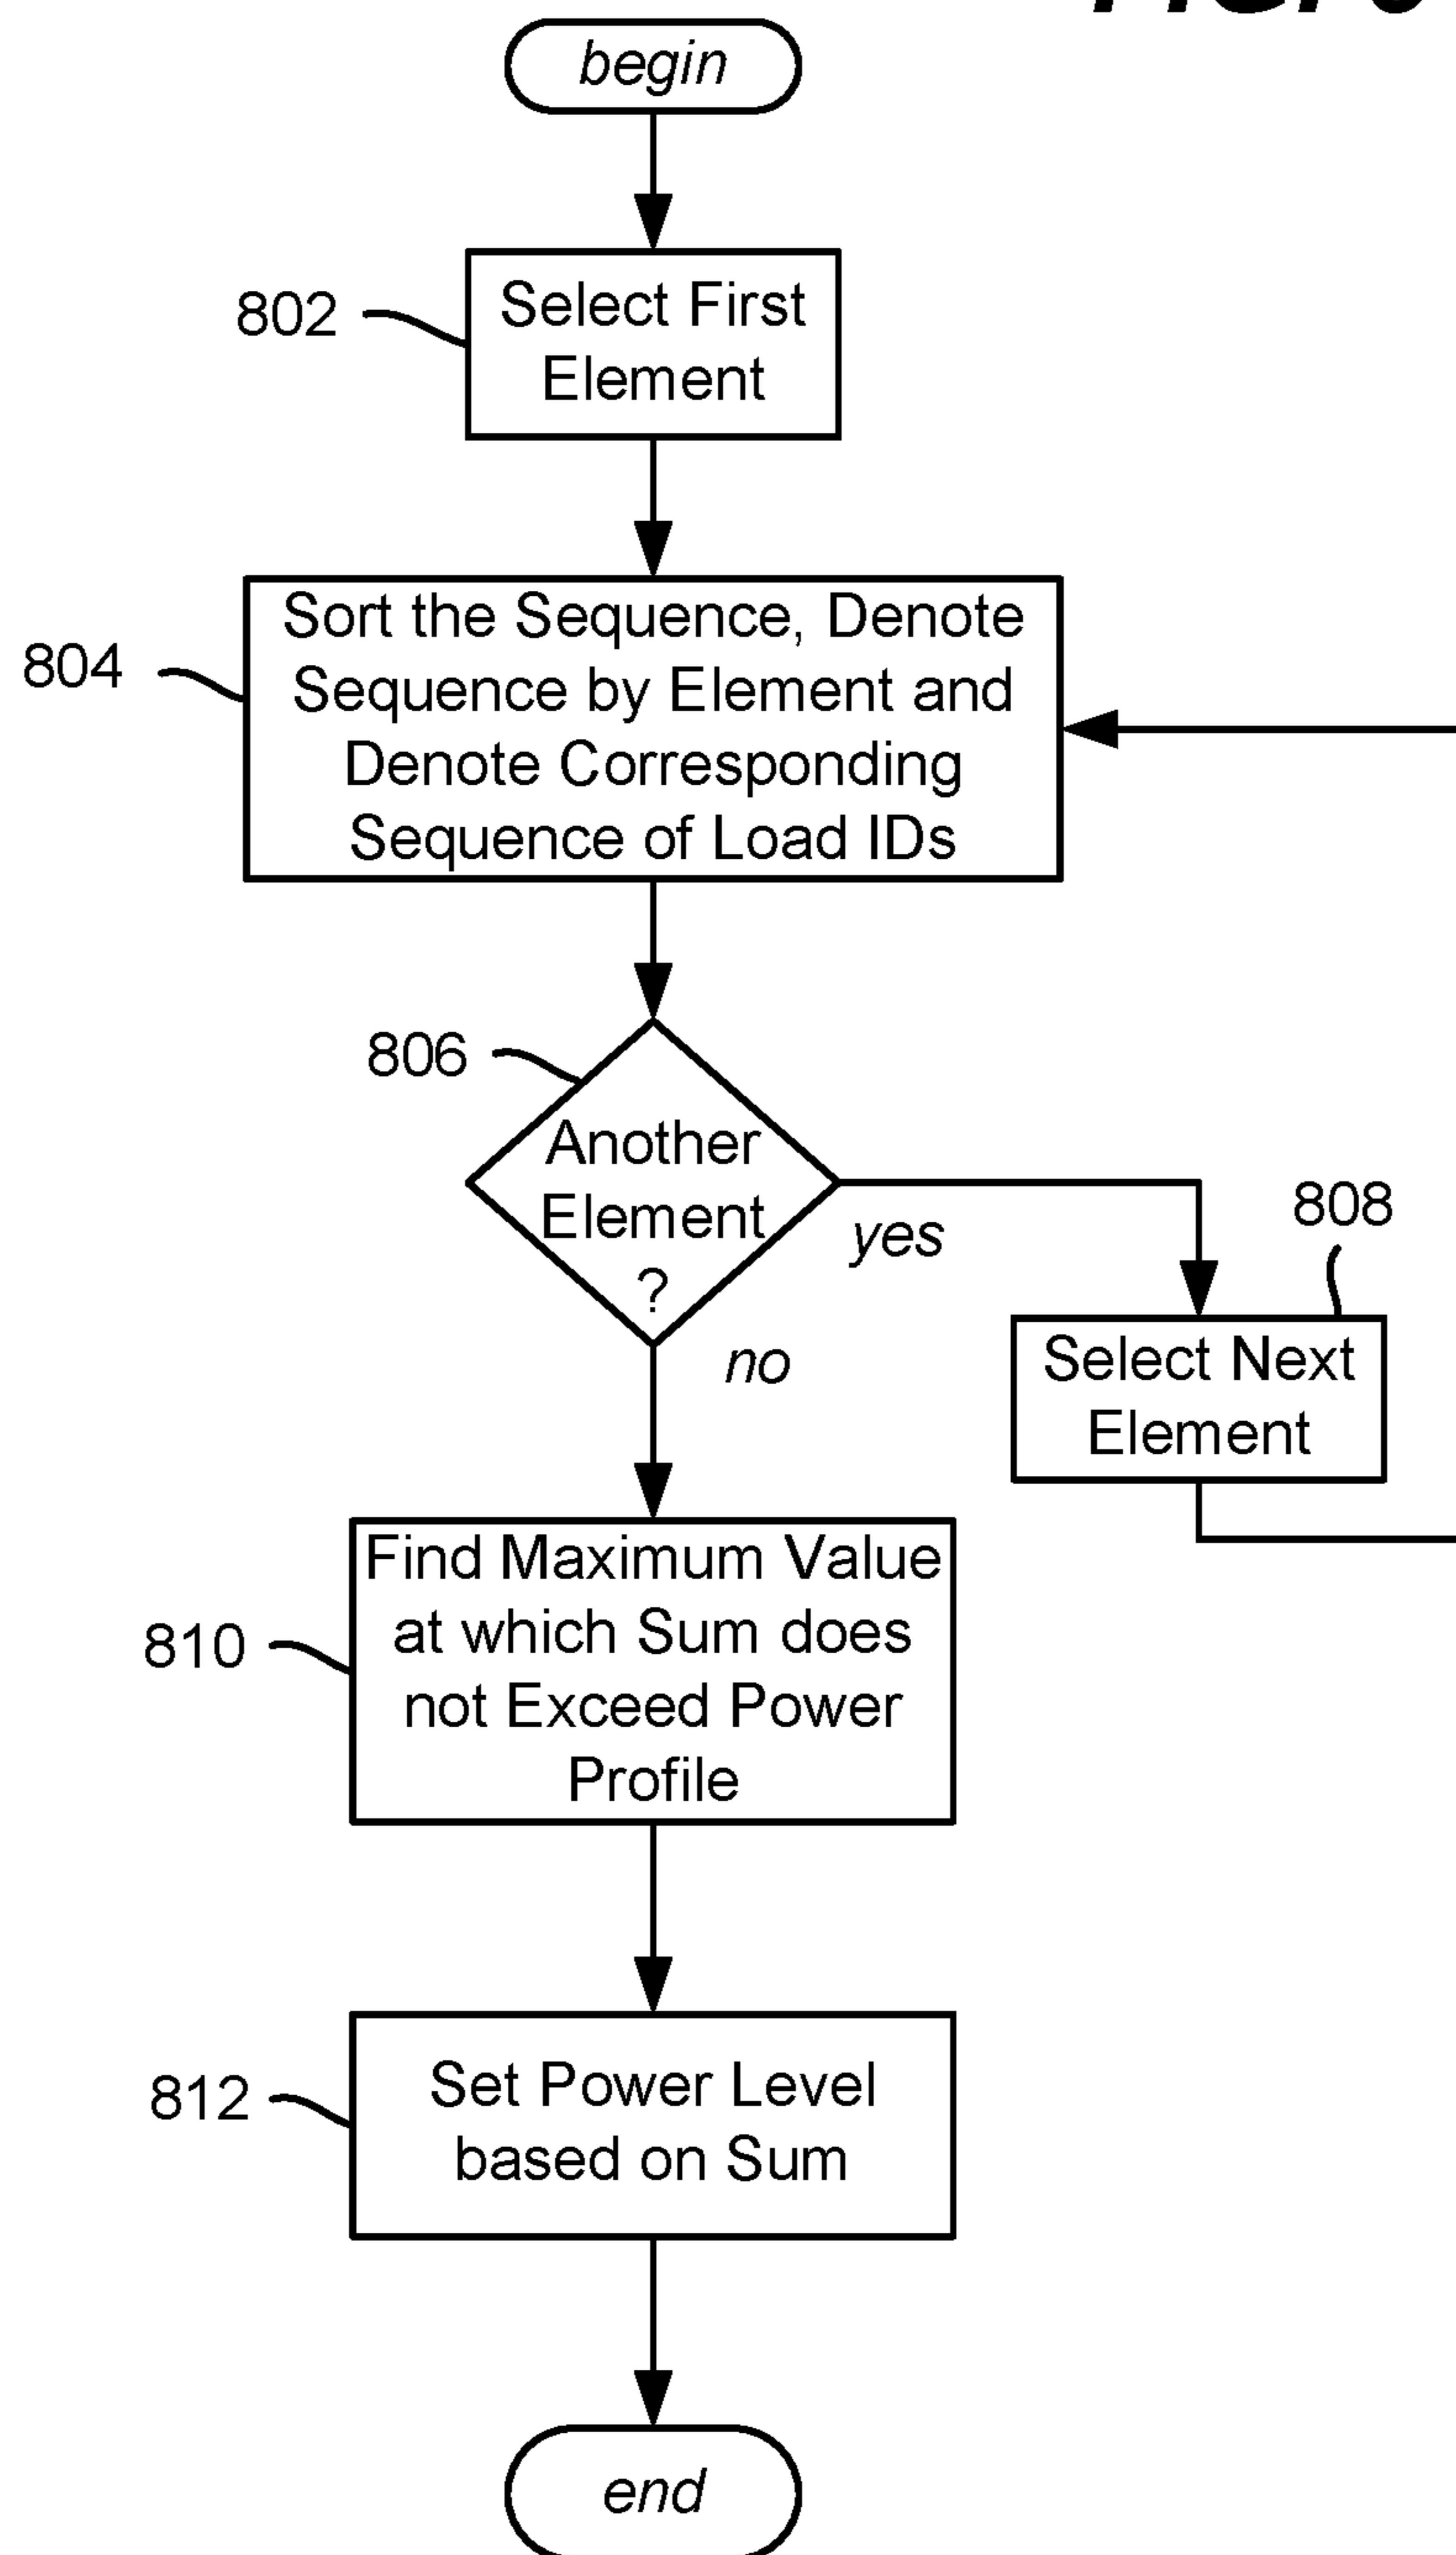 begin
802
Select First
Element
804
Sort the Sequence, Denote
Sequence by Element and
Denote Corresponding
Sequence of Load IDs
806
Another
Element
?
yes
no
808
Select Next
Element
810
Find Maximum Value
at which Sum does
not Exceed Power
Profile
812
Set Power Level
based on Sum
end